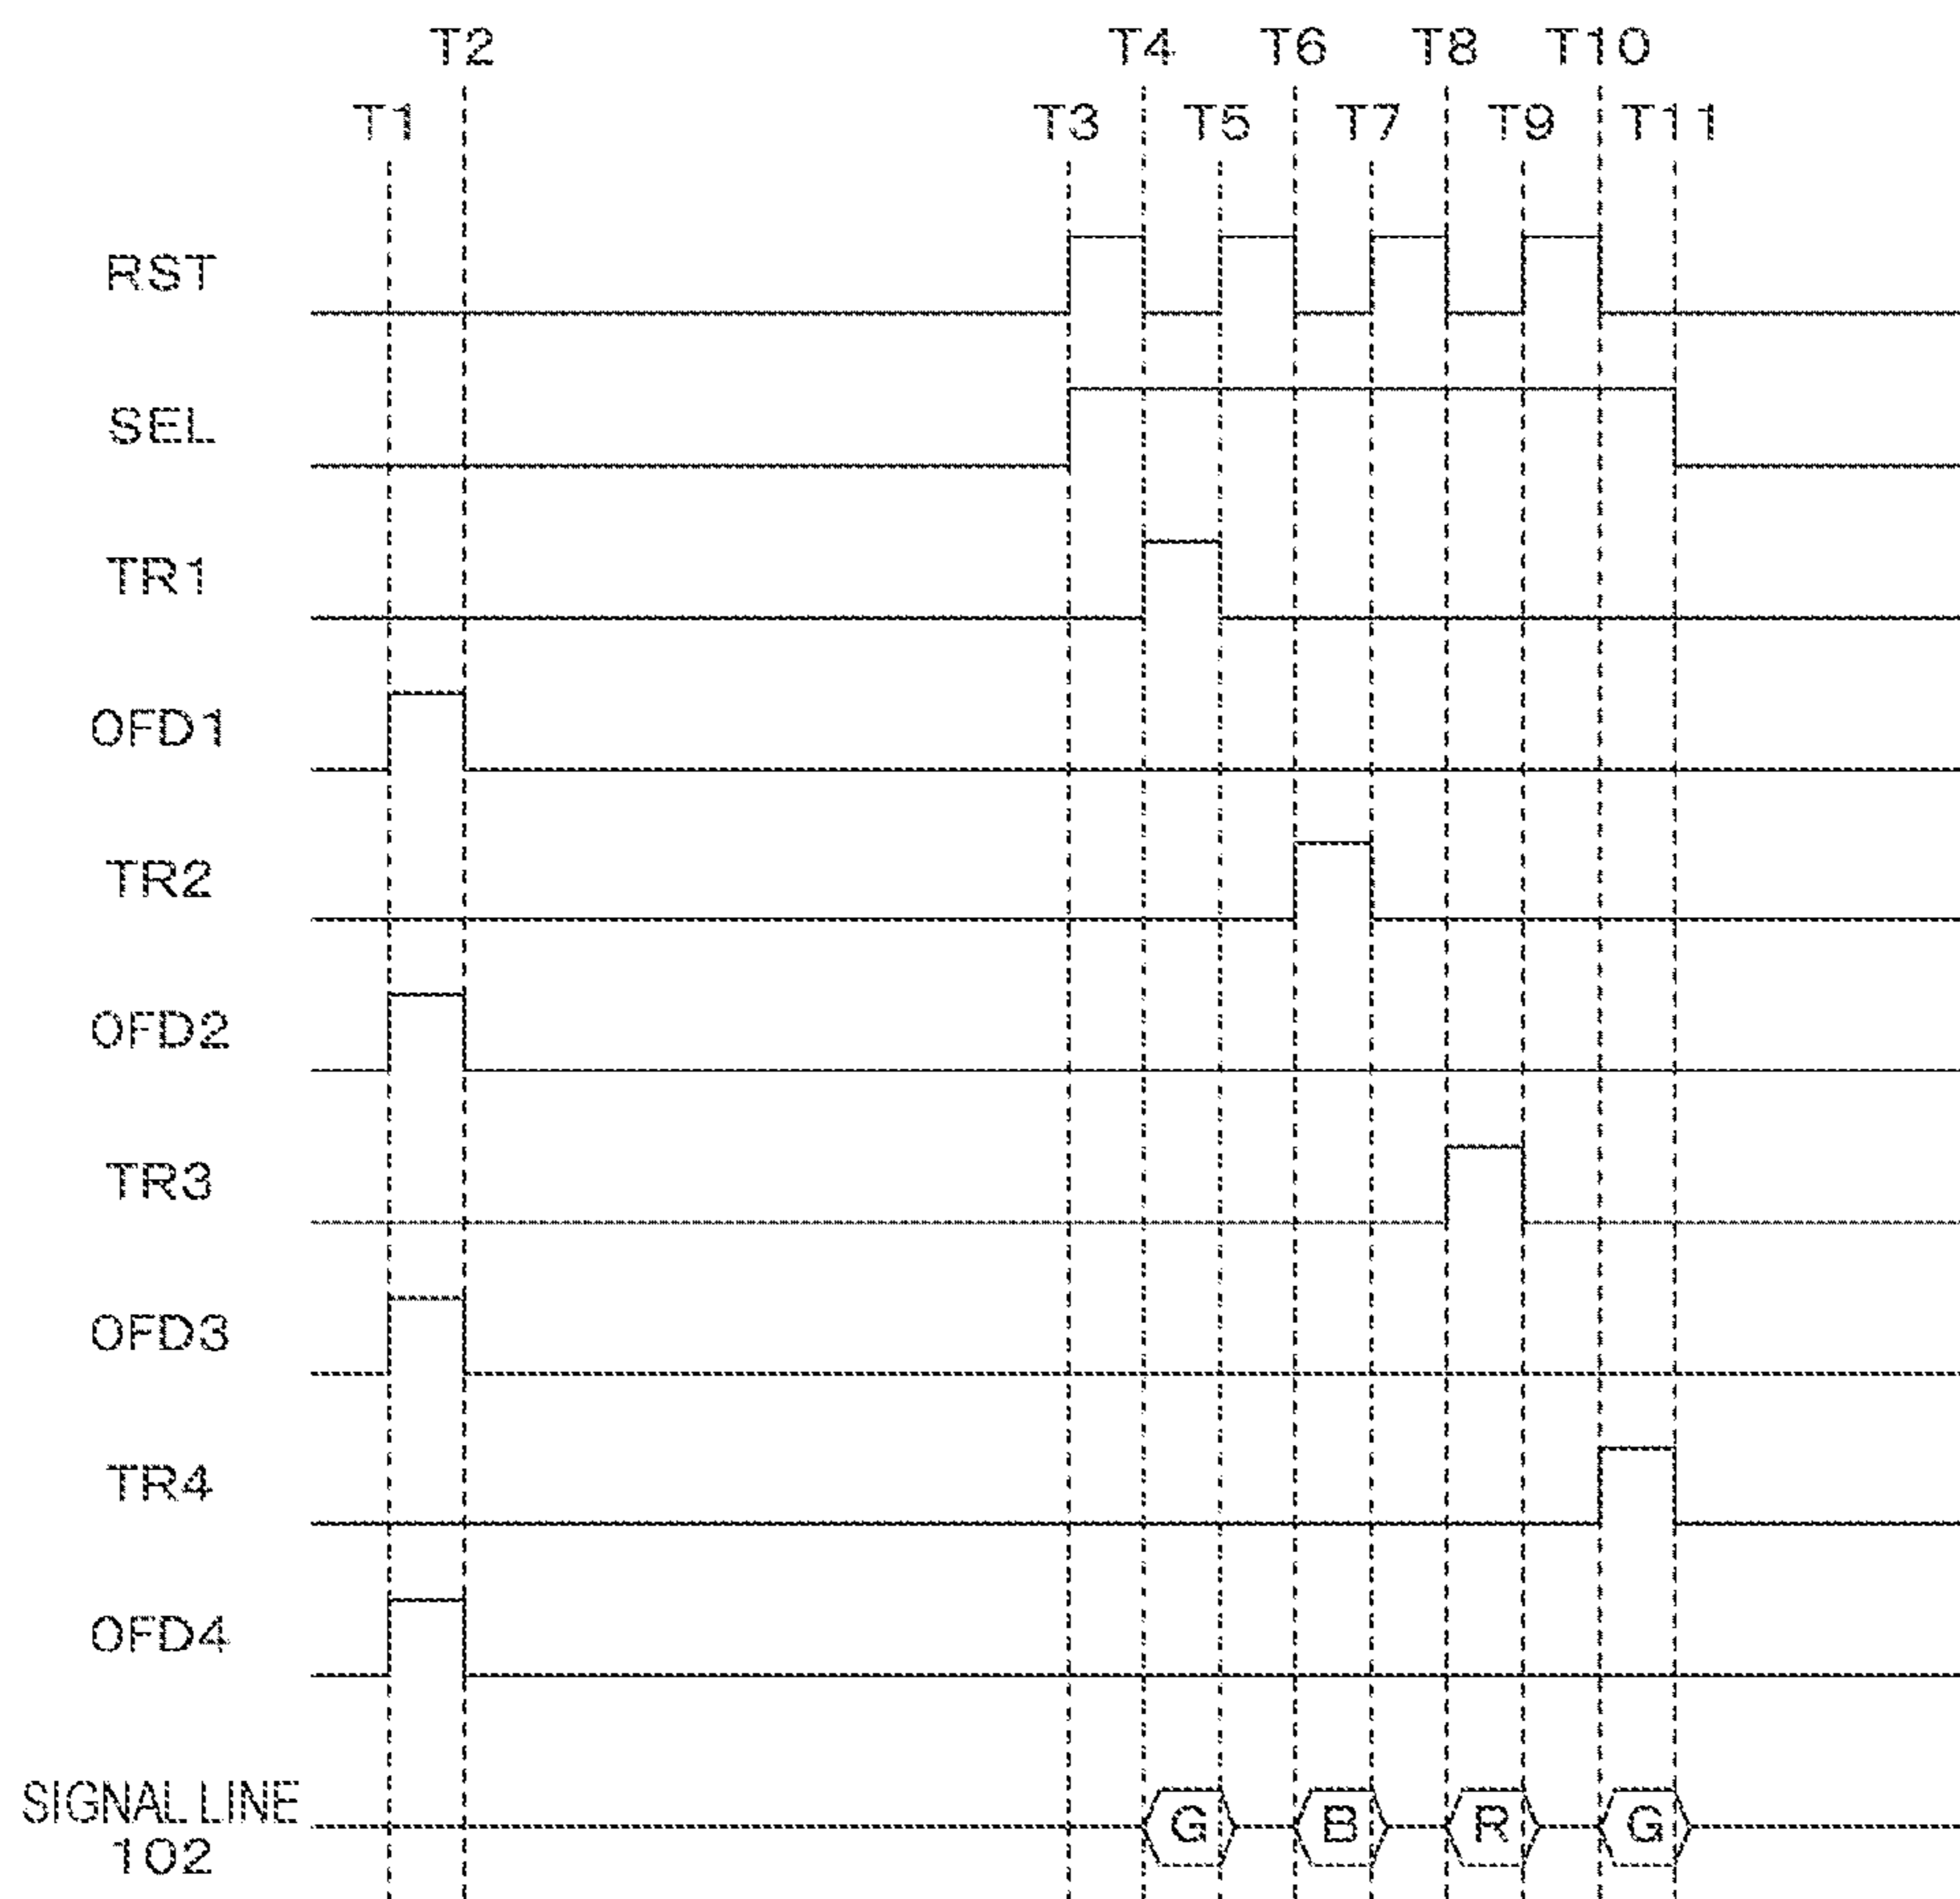 T2 T4 T6 T8 T10
T1 T3 T5 T7 T9 T11
RST
SEL
TR1
OFD1
TR2
OFD2
TR3
OFD3
TR4
OFD4
SIGNAL LINE
102
G B R G